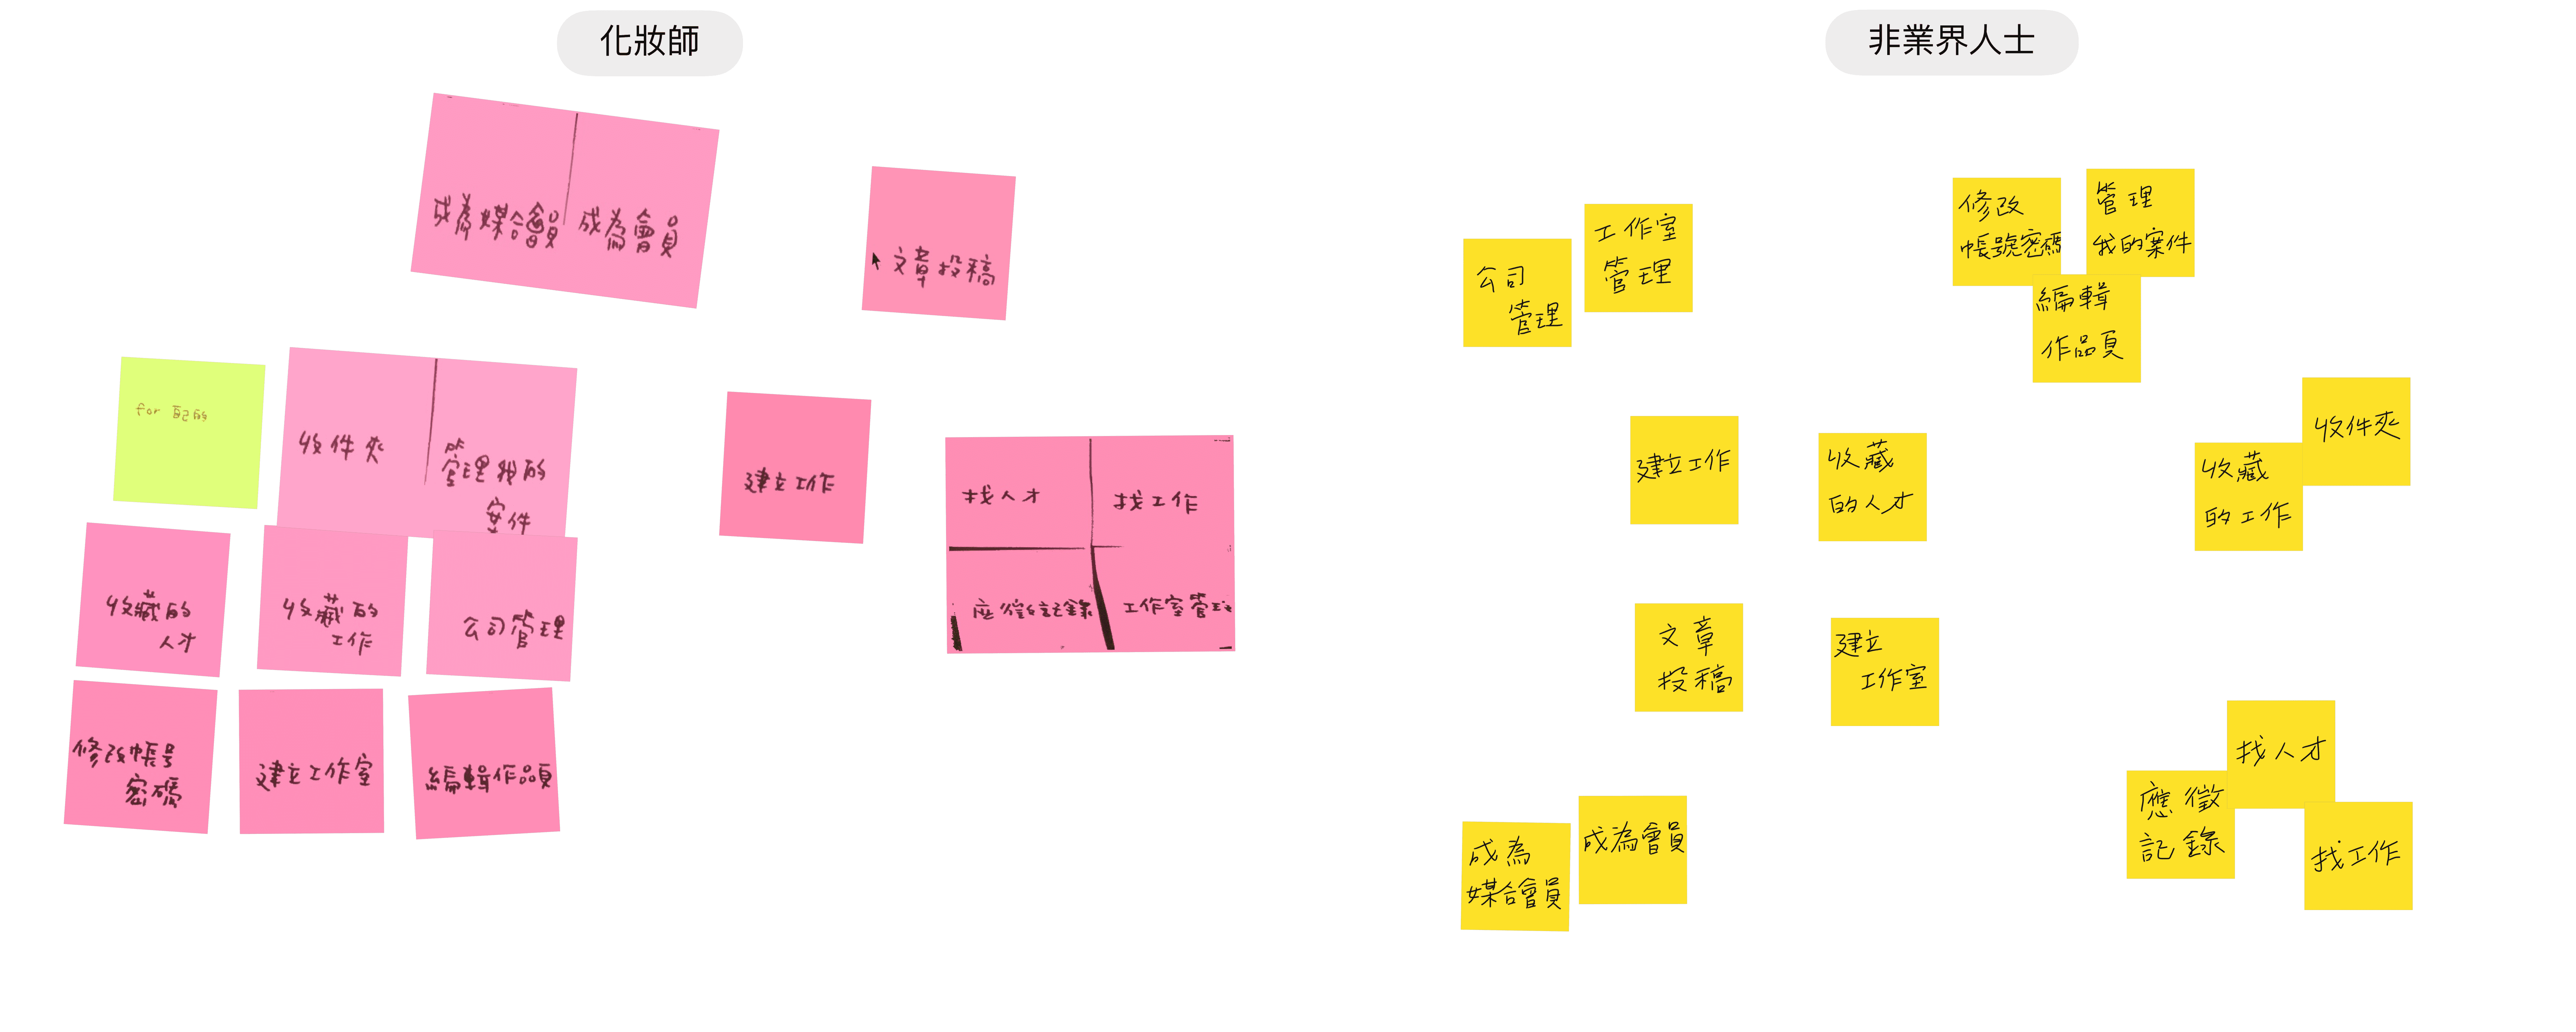 化妝師
成為媒合會員
成為會員
文章投稿
for 自己的
收件夾
管理我的
案件
建立工作
找人才
找工作
應徵記錄
工作室管理
收藏的
人才
收藏的
工作
公司管理
修改帳号
密碼
建立工作室
編輯作品頁
非業界人士
公司
管理
工作室
管理
修改
帳號密碼
管理
我的案件
編輯
作品頁
建立工作
收藏
的人才
收藏
的工作
收件夾
文章
投稿
建立
工作室
成為
媒合會員
成為會員
應徵
記錄
找人才
找工作